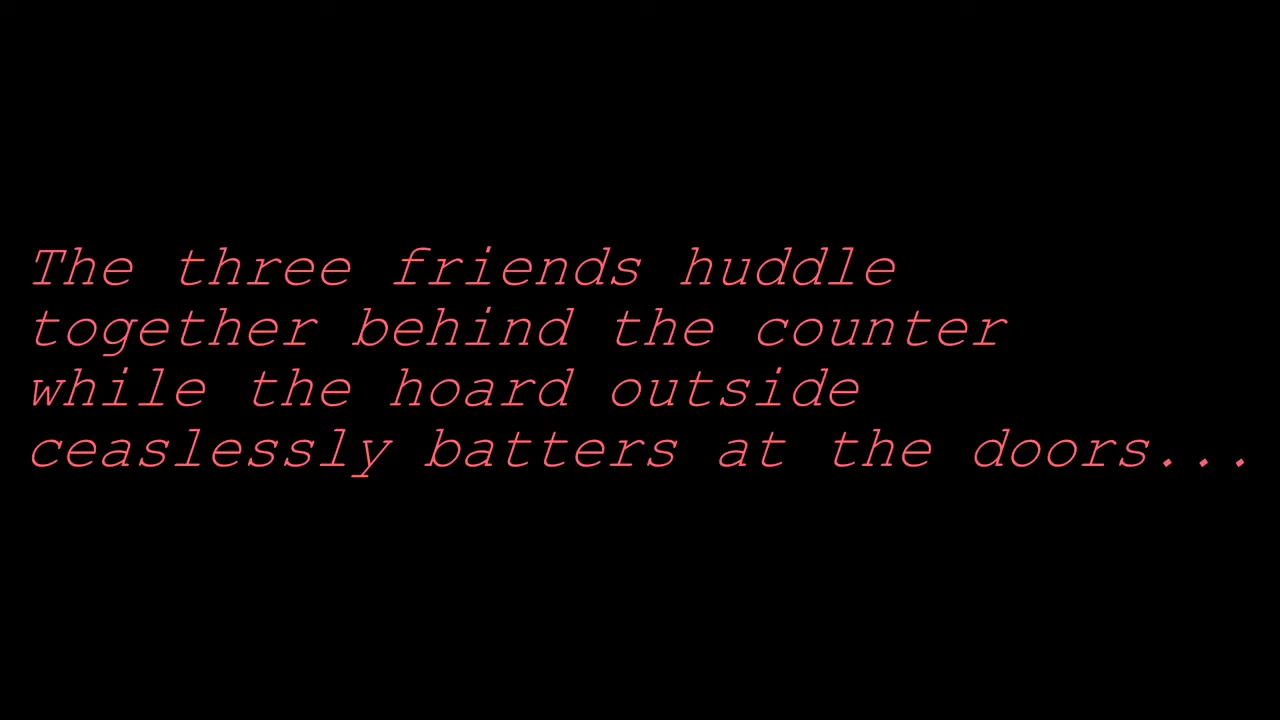 The three friends huddle
together behind the counter
while the hoard outside
ceaslessly batters at the doors...